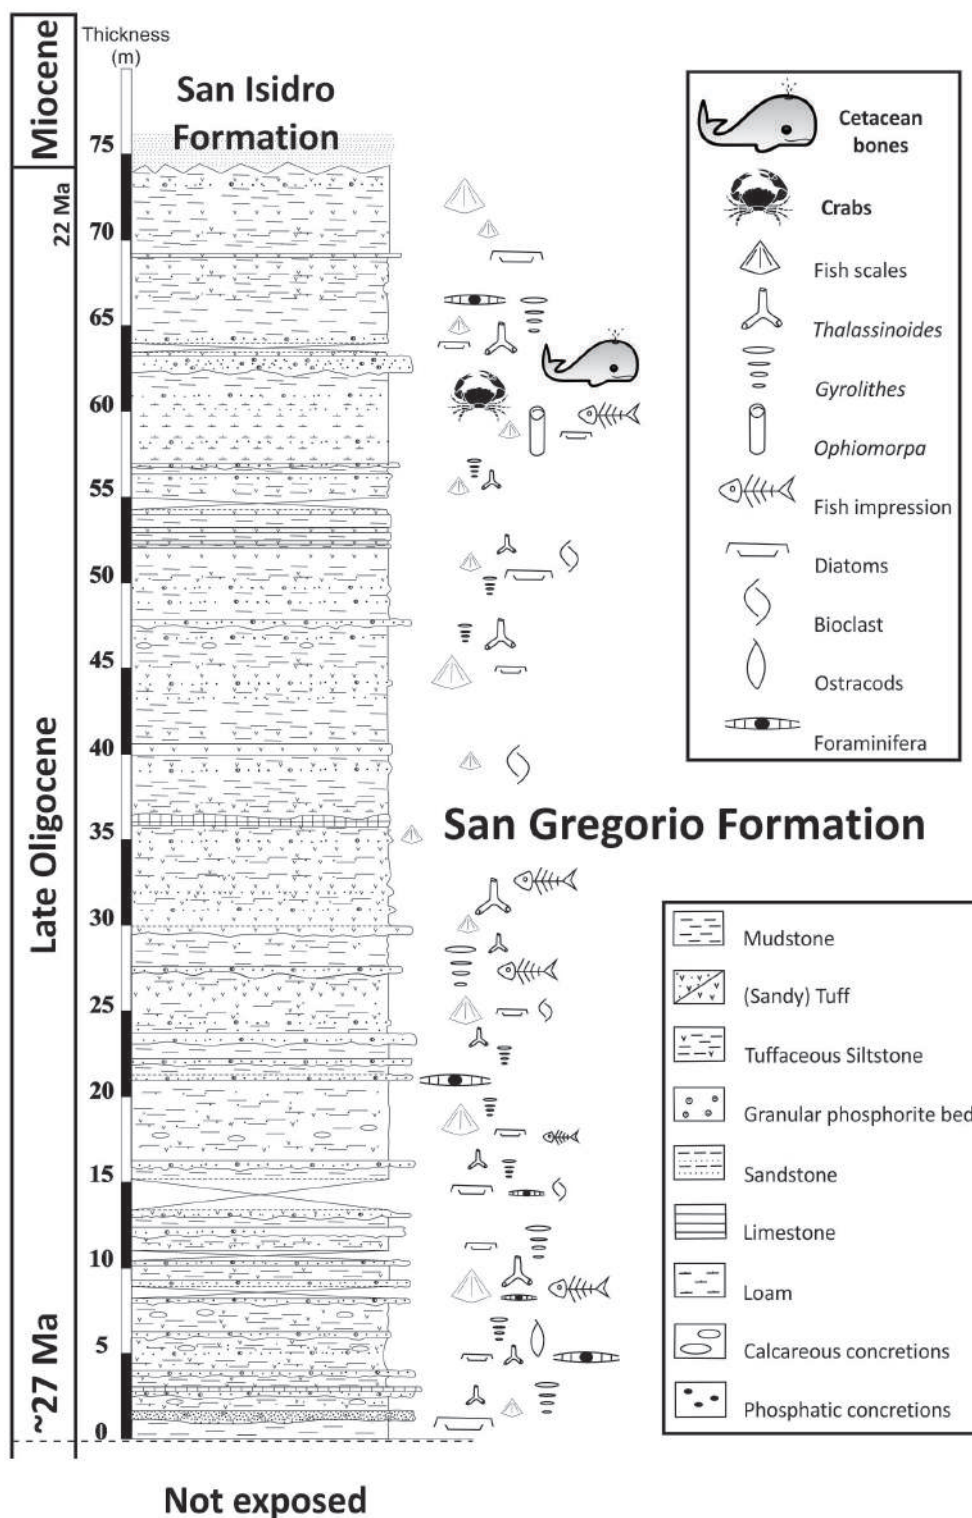 Miocene
Thickness
(m)
San Isidro
Formation
75
22 Ma
70
65
60
55
50
45
40
35
30
25
20
15
10
5
0
Late Oligocene
~27 Ma
Not exposed
San Gregorio Formation
Cetacean
bones
Crabs
Fish scales
Thalassinoides
Gyrolithes
Ophiomorpa
Fish impression
Diatoms
Bioclast
Ostracods
Foraminifera
Mudstone
(Sandy) Tuff
Tuffaceous Siltstone
Granular phosphorite bed
Sandstone
Limestone
Loam
Calcareous concretions
Phosphatic concretions